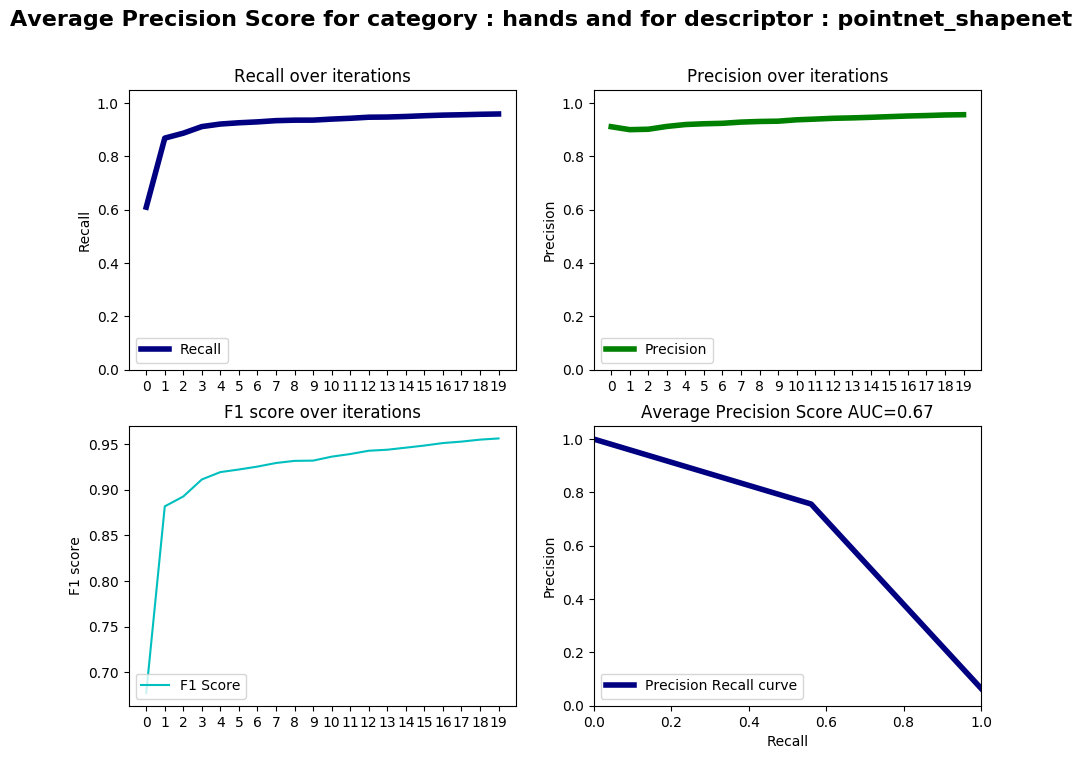 Average Precision Score for category : hands and for descriptor : pointnet_shapenet
Recall over iterations
1.0
0.8
0.6
0.4
0.2
0.0
Recall
Recall
0 1 2 3 4 5 6 7 8 9 10 11 12 13 14 15 16 17 18 19
Precision over iterations
1.0
0.8
0.6
0.4
0.2
0.0
Precision
Precision
0 1 2 3 4 5 6 7 8 9 10 11 12 13 14 15 16 17 18 19
F1 score over iterations
0.95
0.90
0.85
0.80
0.75
0.70
F1 score
F1 Score
0 1 2 3 4 5 6 7 8 9 10 11 12 13 14 15 16 17 18 19
Average Precision Score AUC=0.67
1.0
0.8
0.6
0.4
0.2
0.0
Precision
Precision Recall curve
0.0 0.2 0.4 0.6 0.8 1.0
Recall